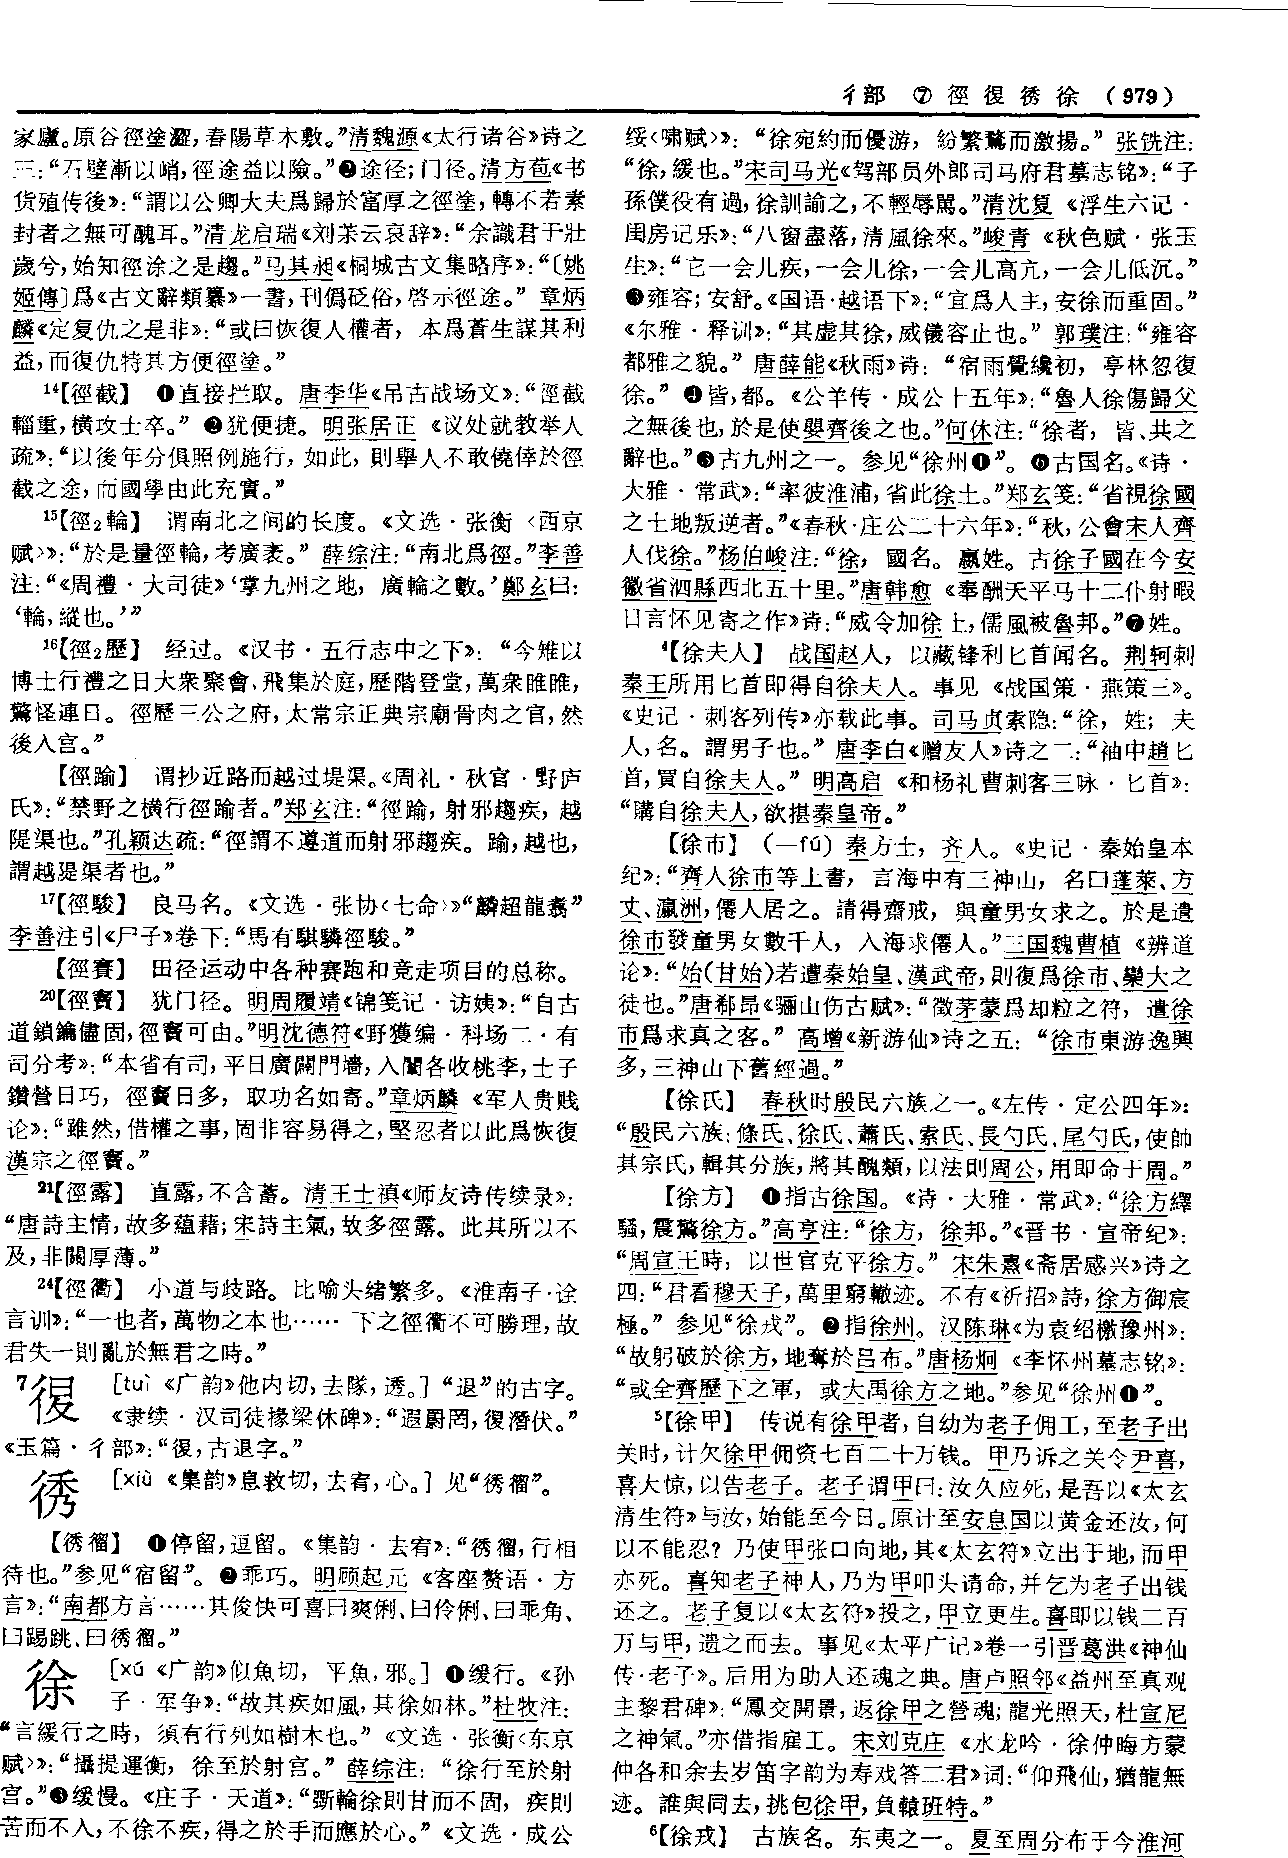 彳部 ⑦ 徑 復 銹 徐 (979)
家廬。原谷徑塗澀，春陽草木敷。”清魏源《太行诸谷》诗之
三：“石壁漸以峭，徑途益以險。”❷途径；门径。清方苞《书
货殖传後》：“謂以公卿大夫爲歸於富厚之徑塗，轉不若素
封者之無可醜耳。”清龙启瑞《刘茮云哀辞》：“余識君于壯
歲兮，始知徑涂之是趨。”马其昶《桐城古文集略序》：“〔姚
姬傳〕爲《古文辭類纂》一書，刊僞砭俗，啓示徑途。” 章炳
麟《定复仇之是非》：“或曰恢復人權者，本爲蒼生謀其利
益，而復仇特其方便徑塗。”
¹⁴【徑截】 ❶直接拦取。唐李华《吊古战场文》：“徑截
輜重，横攻士卒。” ❷犹便捷。明张居正《议处就教举人
疏》：“以後年分俱照例施行，如此，則舉人不敢僥倖於徑
截之途，而國學由此充實。”
¹⁵【徑₂輪】 谓南北之间的长度。《文选·张衡〈西京
赋〉》：“於是量徑輪，考廣袤。” 薛综注：“南北爲徑。”李善
注：“《周禮·大司徒》‘掌九州之地，廣輪之數。’鄭玄曰：
‘輪，縱也。’”
¹⁶【徑₂歷】 经过。《汉书·五行志中之下》：“今雉以
博士行禮之日大衆聚會，飛集於庭，歷階登堂，萬衆睢睢，
驚怪連日。徑歷三公之府，太常宗正典宗廟骨肉之官，然
後入宫。”
【徑踰】 谓抄近路而越过堤渠。《周礼·秋官·野庐
氏》：“禁野之横行徑踰者。”郑玄注：“徑踰，射邪趨疾，越
隄渠也。”孔颖达疏：“徑謂不遵道而射邪趨疾。踰，越也，
謂越隄渠者也。”
¹⁷【徑駿】 良马名。《文选·张协〈七命〉》“麟超龍翥”
李善注引《尸子》卷下：“馬有騏驎徑駿。”
【徑賽】 田径运动中各种赛跑和竞走项目的总称。
²⁰【徑竇】 犹门径。明周履靖《锦笺记·访姨》：“自古
道鎖鑰儘固，徑竇可由。”明沈德符《野獲编·科场二·有
司分考》：“本省有司，平日廣闢門墻，入闈各收桃李，士子
鑽營日巧，徑竇日多，取功名如寄。”章炳麟《军人贵贱
论》：“雖然，借權之事，固非容易得之，堅忍者以此爲恢復
漢宗之徑竇。”
²¹【徑露】 直露，不含蓄。清王士禛《师友诗传续录》：
“唐詩主情，故多藴藉；宋詩主氣，故多徑露。此其所以不
及，非關厚薄。”
²⁴【徑衢】 小道与歧路。比喻头绪繁多。《淮南子·诠
言训》：“一也者，萬物之本也…… 下之徑衢不可勝理，故
君失一則亂於無君之時。”
⁷復 [tuì《广韵》他内切，去隊，透。]“退”的古字。
《隶续·汉司徒掾梁休碑》：“遐爵罔，復潛伏。”
《玉篇·彳部》：“復，古退字。”
[xiù《集韵》息救切，去宥，心。] 见“㣜㣡”。
❶停留，逗留。《集韵·去宥》：“
待也。”参见“宿留”。❷乖巧。明顾起元《客座赘语·方
言》：“南都方言……其俊快可喜曰爽俐、曰伶俐、曰乖角、
曰踢跳、
徐 [xú《广韵》似魚切，平魚，邪。] ❶缓行。《孙
子·军争》：“故其疾如風，其徐如林。”杜牧注：
“言緩行之時，須有行列如樹木也。”《文选·张衡〈东京
赋〉》：“攝提運衡，徐至於射宫。” 薛综注：“徐行至於射
宫。”❷缓慢。《庄子·天道》：“斲輪徐則甘而不固，疾則
苦而不入，不徐不疾，得之於手而應於心。”《文选·成公
绥〈啸赋〉》：“徐宛約而優游，紛繁鶩而激揚。” 张铣注：
“徐，緩也。”宋司马光《驾部员外郎司马府君墓志铭》：“子
孫僕役有過，徐訓諭之，不輕辱駡。”清沈复《浮生六记·
闺房记乐》：“八窗盡落，清風徐來。”峻青《秋色赋·张玉
生》：“它一会儿疾，一会儿徐，一会儿高亢，一会儿低沉。”
❸雍容；安舒。《国语·越语下》：“宜爲人主，安徐而重固。”
《尔雅·释训》：“其虚其徐，威儀容止也。” 郭璞注：“雍容
都雅之貌。” 唐薛能《秋雨》诗：“宿雨覺纔初，亭林忽復
徐。” ❹皆，都。《公羊传·成公十五年》：“魯人徐傷歸父
之無後也，於是使嬰齊後之也。”何休注：“徐者，皆、共之
辭也。”❺古九州之一。参见“徐州❶”。❻古国名。《诗·
大雅·常武》：“率彼淮浦，省此徐土。”郑玄笺：“省視徐國
之土地叛逆者。”《春秋·庄公二十六年》：“秋，公會宋人齊
人伐徐。”杨伯峻注：“徐，國名。嬴姓。古徐子國在今安
徽省泗縣西北五十里。”唐韩愈《奉酬天平马十二仆射暇
日言怀见寄之作》诗：“威令加徐土，儒風被魯邦。”❼姓。
⁴【徐夫人】 战国赵人，以藏锋利匕首闻名。荆轲刺
秦王所用匕首即得自徐夫人。事见《战国策·燕策三》。
《史记·刺客列传》亦载此事。司马贞索隐：“徐，姓；夫
人，名。謂男子也。” 唐李白《赠友人》诗之二：“袖中趙匕
首，買自徐夫人。” 明高启《和杨礼曹刺客三咏·匕首》：
“購自徐夫人，欲揕秦皇帝。”
【徐巿】 (—fú) 秦方士，齐人。《史记·秦始皇本
纪》：“齊人徐巿等上書，言海中有三神山，名曰蓬萊、方
丈、瀛洲，僊人居之。請得齋戒，與童男女求之。於是遣
徐巿發童男女數千人，入海求僊人。”三国魏曹植《辨道
论》：“始(甘始)若遭秦始皇、漢武帝，則復爲徐巿、欒大之
徒也。”唐郗昂《骊山伤古赋》：“徵茅蒙爲却粒之符，遣徐
巿爲求真之客。” 高增《新游仙》诗之五：“徐巿東游逸興
多，三神山下舊經過。”
【徐氏】 春秋时殷民六族之一。《左传·定公四年》：
“殷民六族：條氏、徐氏、蕭氏、索氏、長勺氏、尾勺氏，使帥
其宗氏，輯其分族，將其醜類，以法則周公，用即命于周。”
【徐方】 ❶指古徐国。《诗·大雅·常武》：“徐方繹
騷，震驚徐方。”高亨注：“徐方，徐邦。”《晋书·宣帝纪》：
“周宣王時，以世官克平徐方。” 宋朱熹《斋居感兴》诗之
四：“君看穆天子，萬里窮轍迹。不有《祈招》詩，徐方御宸
極。” 参见“徐戎”。❷指徐州。汉陈琳《为袁绍檄豫州》：
“故躬破於徐方，地奪於吕布。”唐杨炯《李怀州墓志铭》：
“或全齊歷下之軍，或大禹徐方之地。”参见“徐州❶”。
⁵【徐甲】 传说有徐甲者，自幼为老子佣工，至老子出
关时，计欠徐甲佣资七百二十万钱。甲乃诉之关令尹喜，
喜大惊，以告老子。老子谓甲曰：汝久应死，是吾以《太玄
清生符》与汝，始能至今日。原计至安息国以黄金还汝，何
以不能忍？乃使甲张口向地，其《太玄符》立出于地，而甲
亦死。喜知老子神人，乃为甲叩头请命，并乞为老子出钱
还之。老子复以《太玄符》投之，甲立更生。喜即以钱二百
万与甲，遣之而去。事见《太平广记》卷一引晋葛洪《神仙
传·老子》。后用为助人还魂之典。唐卢照邻《益州至真观
主黎君碑》：“鳳交開景，返徐甲之營魂；龍光照天，杜宣尼
之神氣。”亦借指雇工。宋刘克庄《水龙吟·徐仲晦方蒙
仲各和余去岁笛字韵为寿戏答二君》词：“仰飛仙，猶龍無
迹。誰與同去，挑包徐甲，負轅班特。”
⁶【徐戎】 古族名。东夷之一。夏至周分布于今淮河